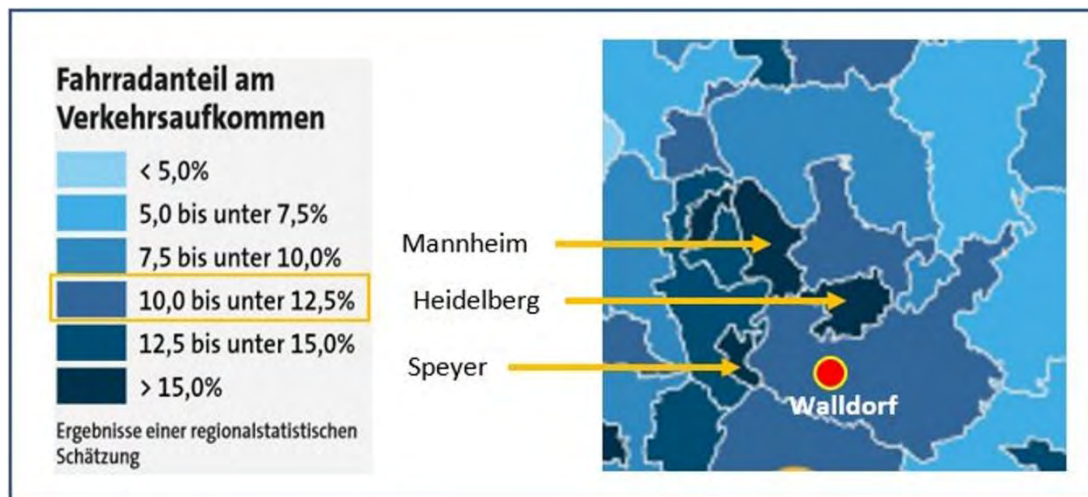 Fahrradanteil am
Verkehrsaufkommen
< 5,0%
5,0 bis unter 7,5%
7,5 bis unter 10,0%
10,0 bis unter 12,5%
12,5 bis unter 15,0%
> 15,0%
Ergebnisse einer regionalstatistischen
Schätzung
Mannheim
Heidelberg
Speyer
Walldorf